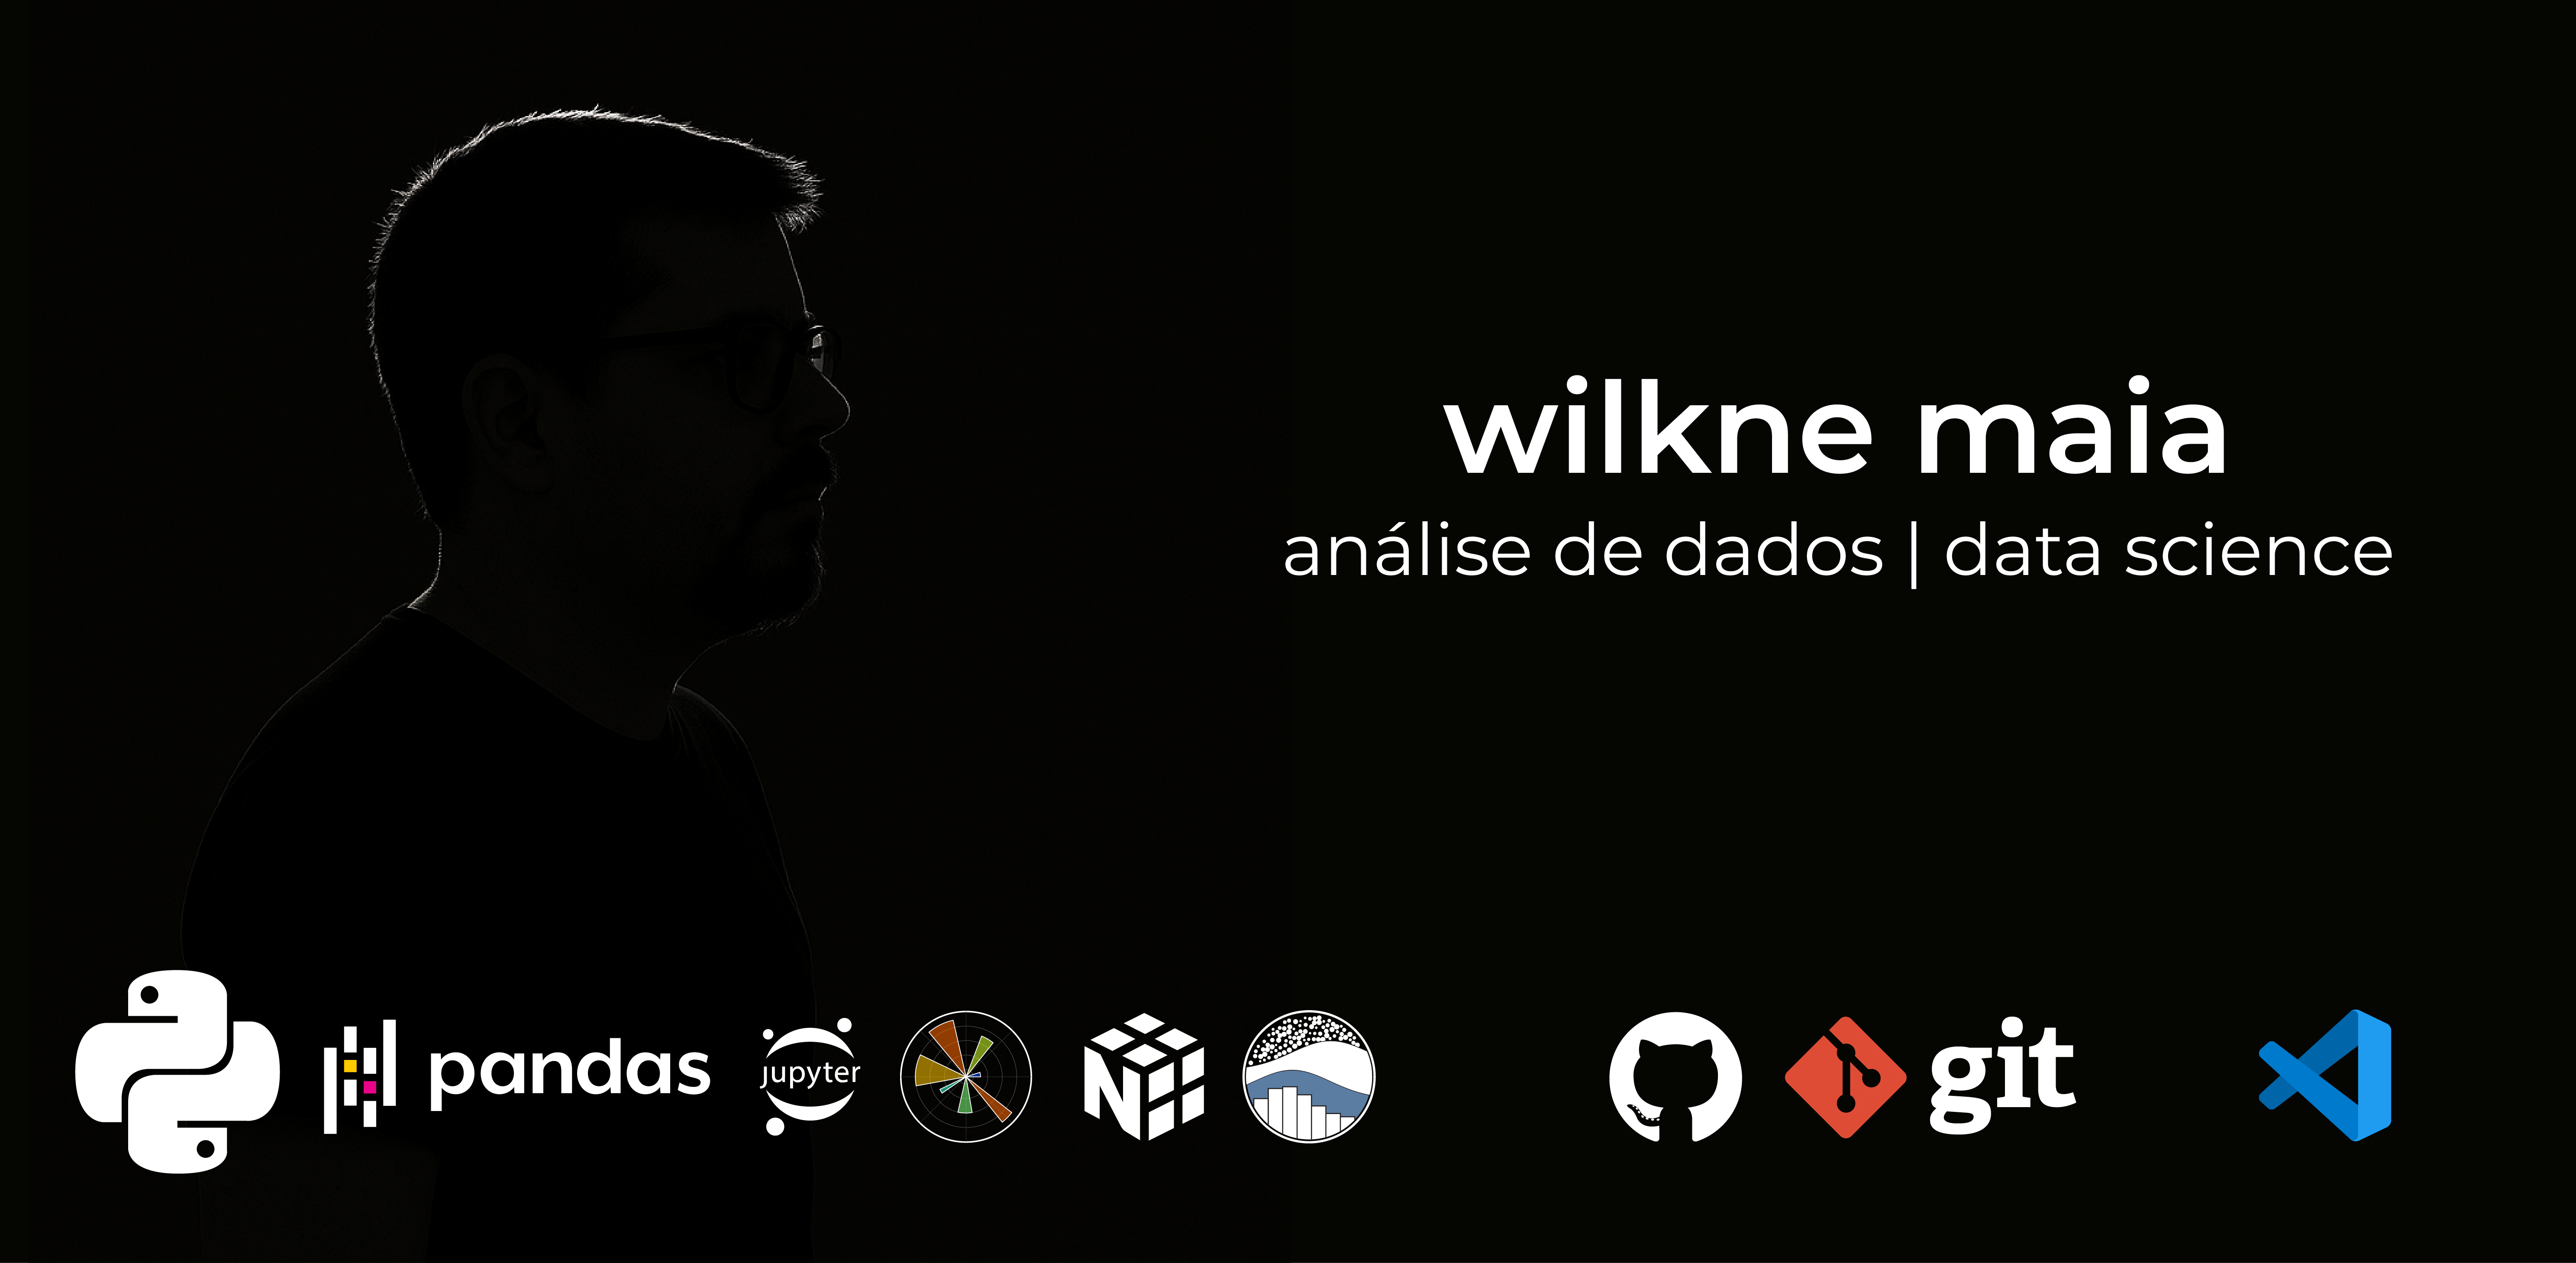 wilkne maia
análise de dados | data science
pandas
jupyter
git